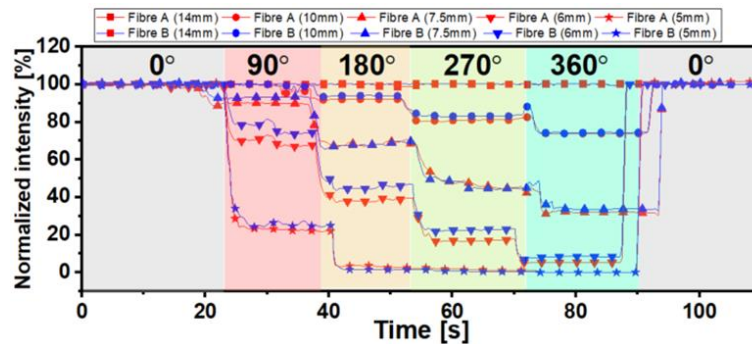 Fibre A (14mm) Fibre A (10mm) Fibre A (7.5mm) Fibre A (6mm) Fibre A (5mm)
Fibre B (14mm) Fibre B (10mm) Fibre B (7.5mm) Fibre B (6mm) Fibre B (5mm)
Normalized intensity [%]
120
100
80
60
40
20
0
0° 90° 180° 270° 360° 0°
0 20 40 60 80 100
Time [s]